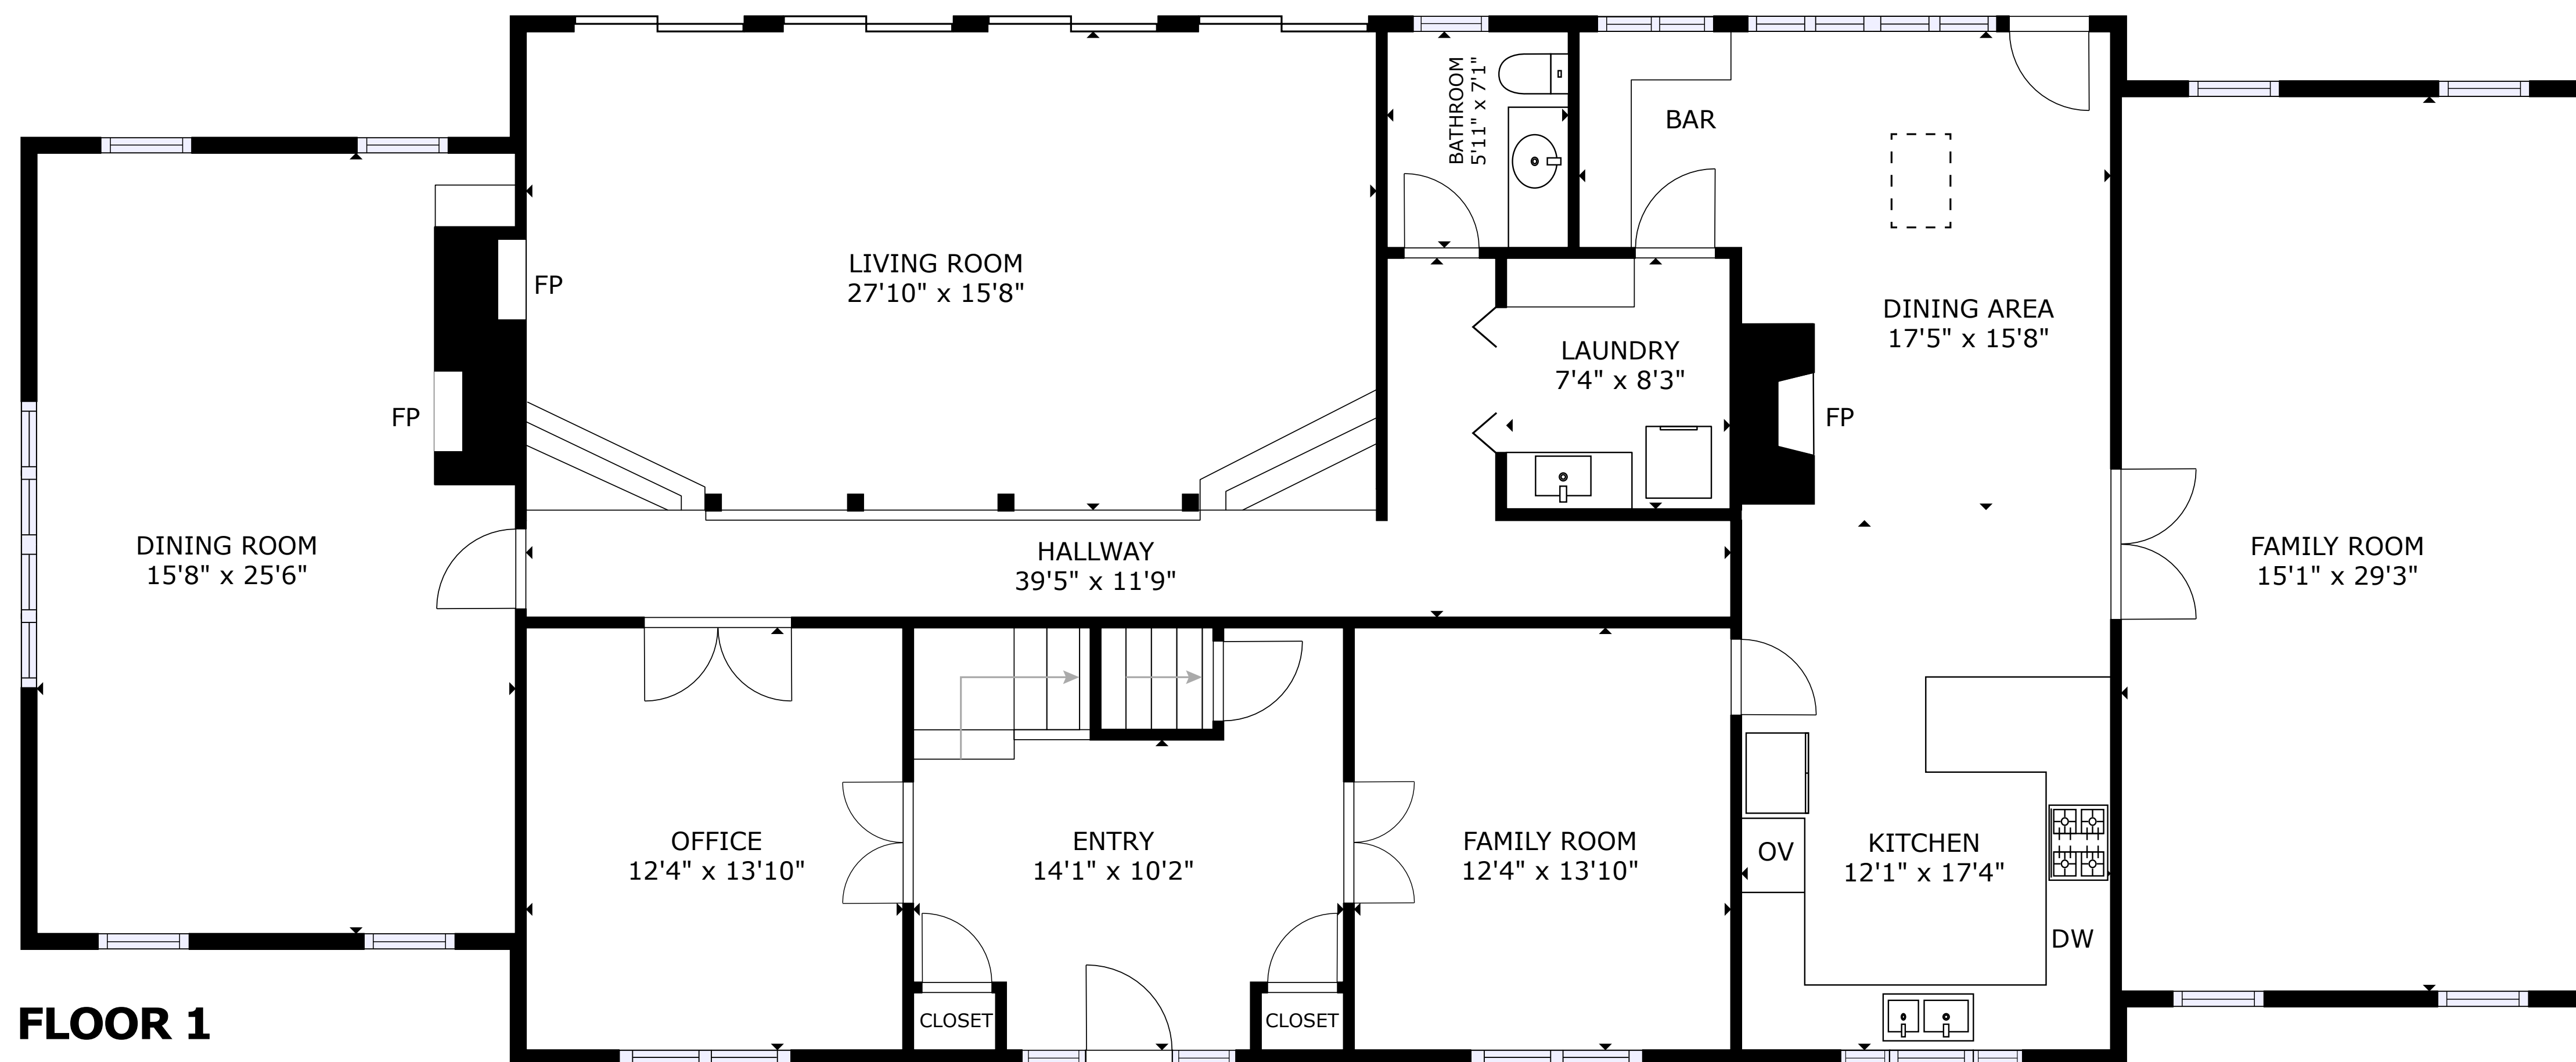 BATHROOM
5'11" x 7'1"
BAR
FP
LIVING ROOM
27'10" x 15'8"
DINING AREA
17'5" x 15'8"
LAUNDRY
7'4" x 8'3"
FP
FP
DINING ROOM
15'8" x 25'6"
HALLWAY
39'5" x 11'9"
FAMILY ROOM
15'1" x 29'3"
OFFICE
12'4" x 13'10"
ENTRY
14'1" x 10'2"
FAMILY ROOM
12'4" x 13'10"
OV
KITCHEN
12'1" x 17'4"
DW
CLOSET
CLOSET
FLOOR 1